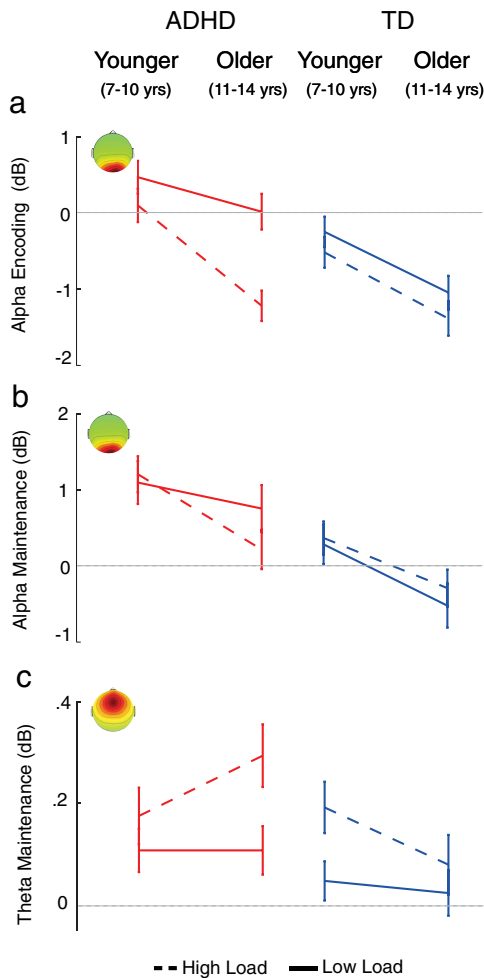 ADHD TD
Younger Older Younger Older
(7-10 yrs) (11-14 yrs) (7-10 yrs) (11-14 yrs)
a
Alpha Encoding (dB)
1
0
-1
-2
b
Alpha Maintenance (dB)
2
1
0
-1
c
Theta Maintenance (dB)
.4
.2
0
High Load Low Load